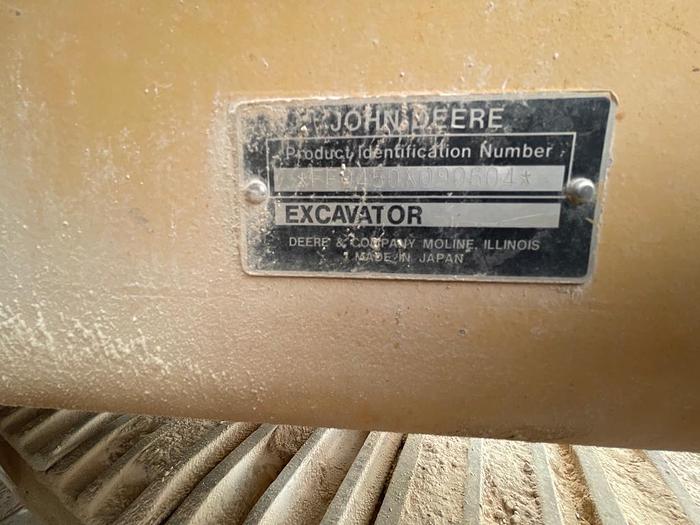 JOHN DEERE
Product Identification Number
EXCAVATOR
DEERE & COMPANY MOLINE, ILLINOIS
MADE IN JAPAN